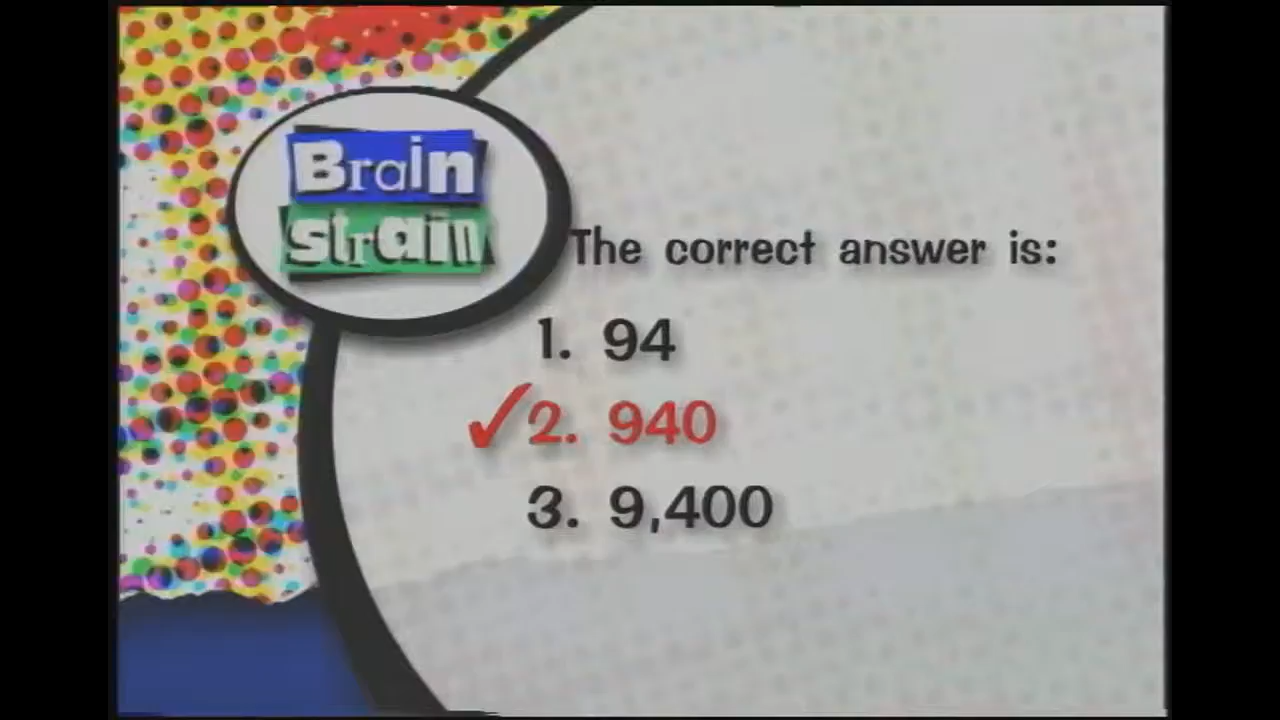 Brain
strain
The correct answer is:
1. 94
✓2. 940
3. 9,400